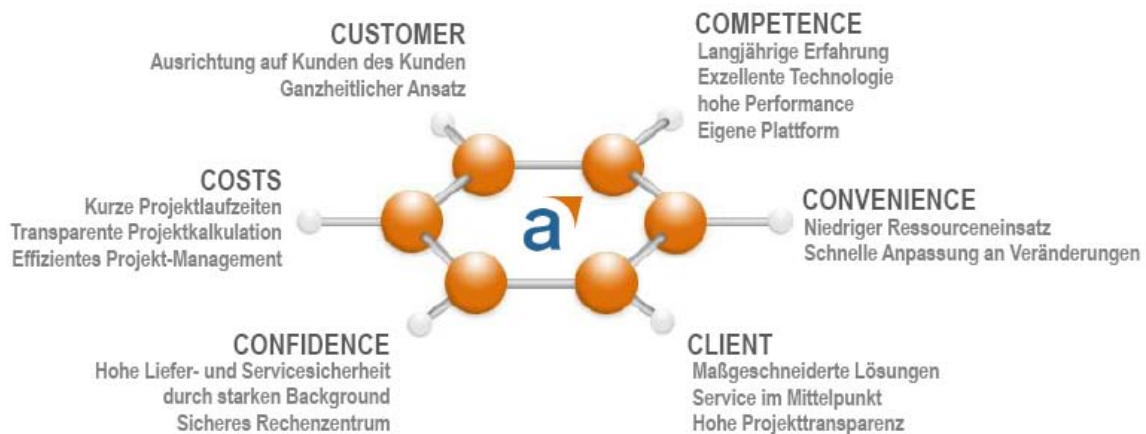 CUSTOMER
Ausrichtung auf Kunden des Kunden
Ganzheitlicher Ansatz
COMPETENCE
Langjährige Erfahrung
Exzellente Technologie
hohe Performance
Eigene Plattform
COSTS
Kurze Projektlaufzeiten
Transparente Projektkalkulation
Effizientes Projekt-Management
a
CONVENIENCE
Niedriger Ressourceneinsatz
Schnelle Anpassung an Veränderungen
CONFIDENCE
Hohe Liefer- und Servicesicherheit
durch starken Background
Sicheres Rechenzentrum
CLIENT
Maßgeschneiderte Lösungen
Service im Mittelpunkt
Hohe Projekttransparenz